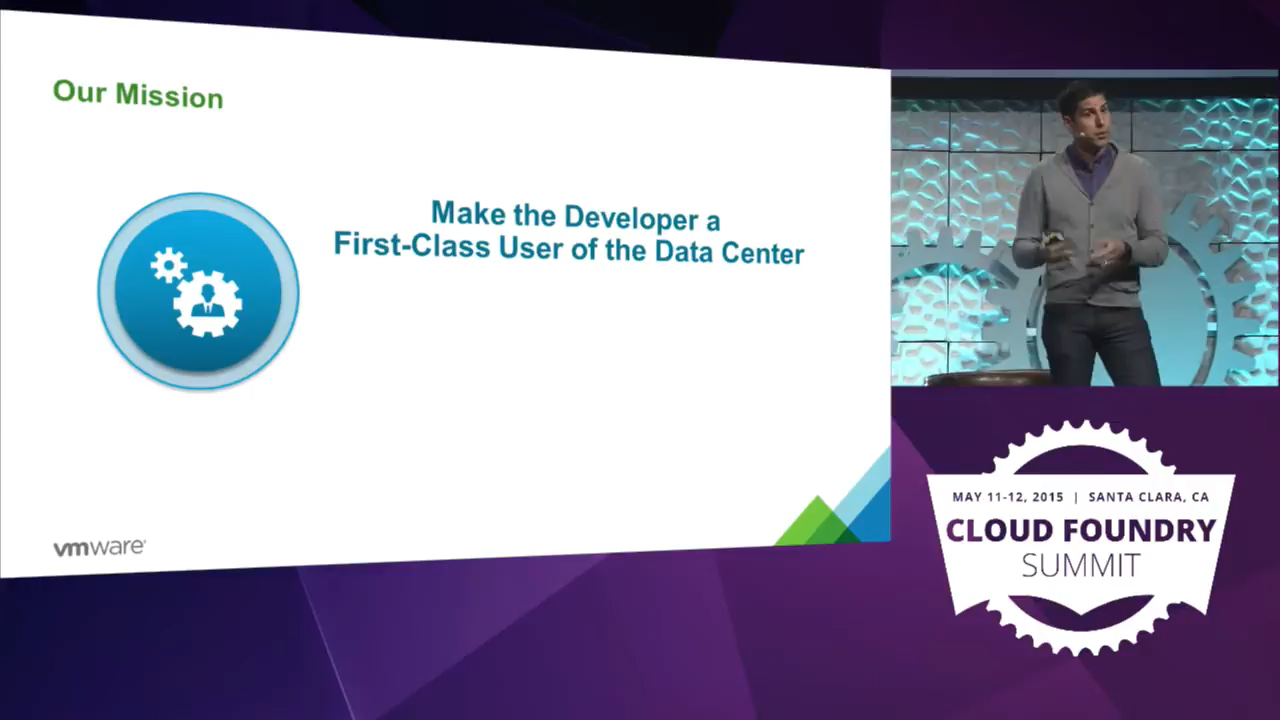 Our Mission
Make the Developer a
First-Class User of the Data Center
vmware®
MAY 11-12, 2015 | SANTA CLARA, CA
CLOUD FOUNDRY
SUMMIT